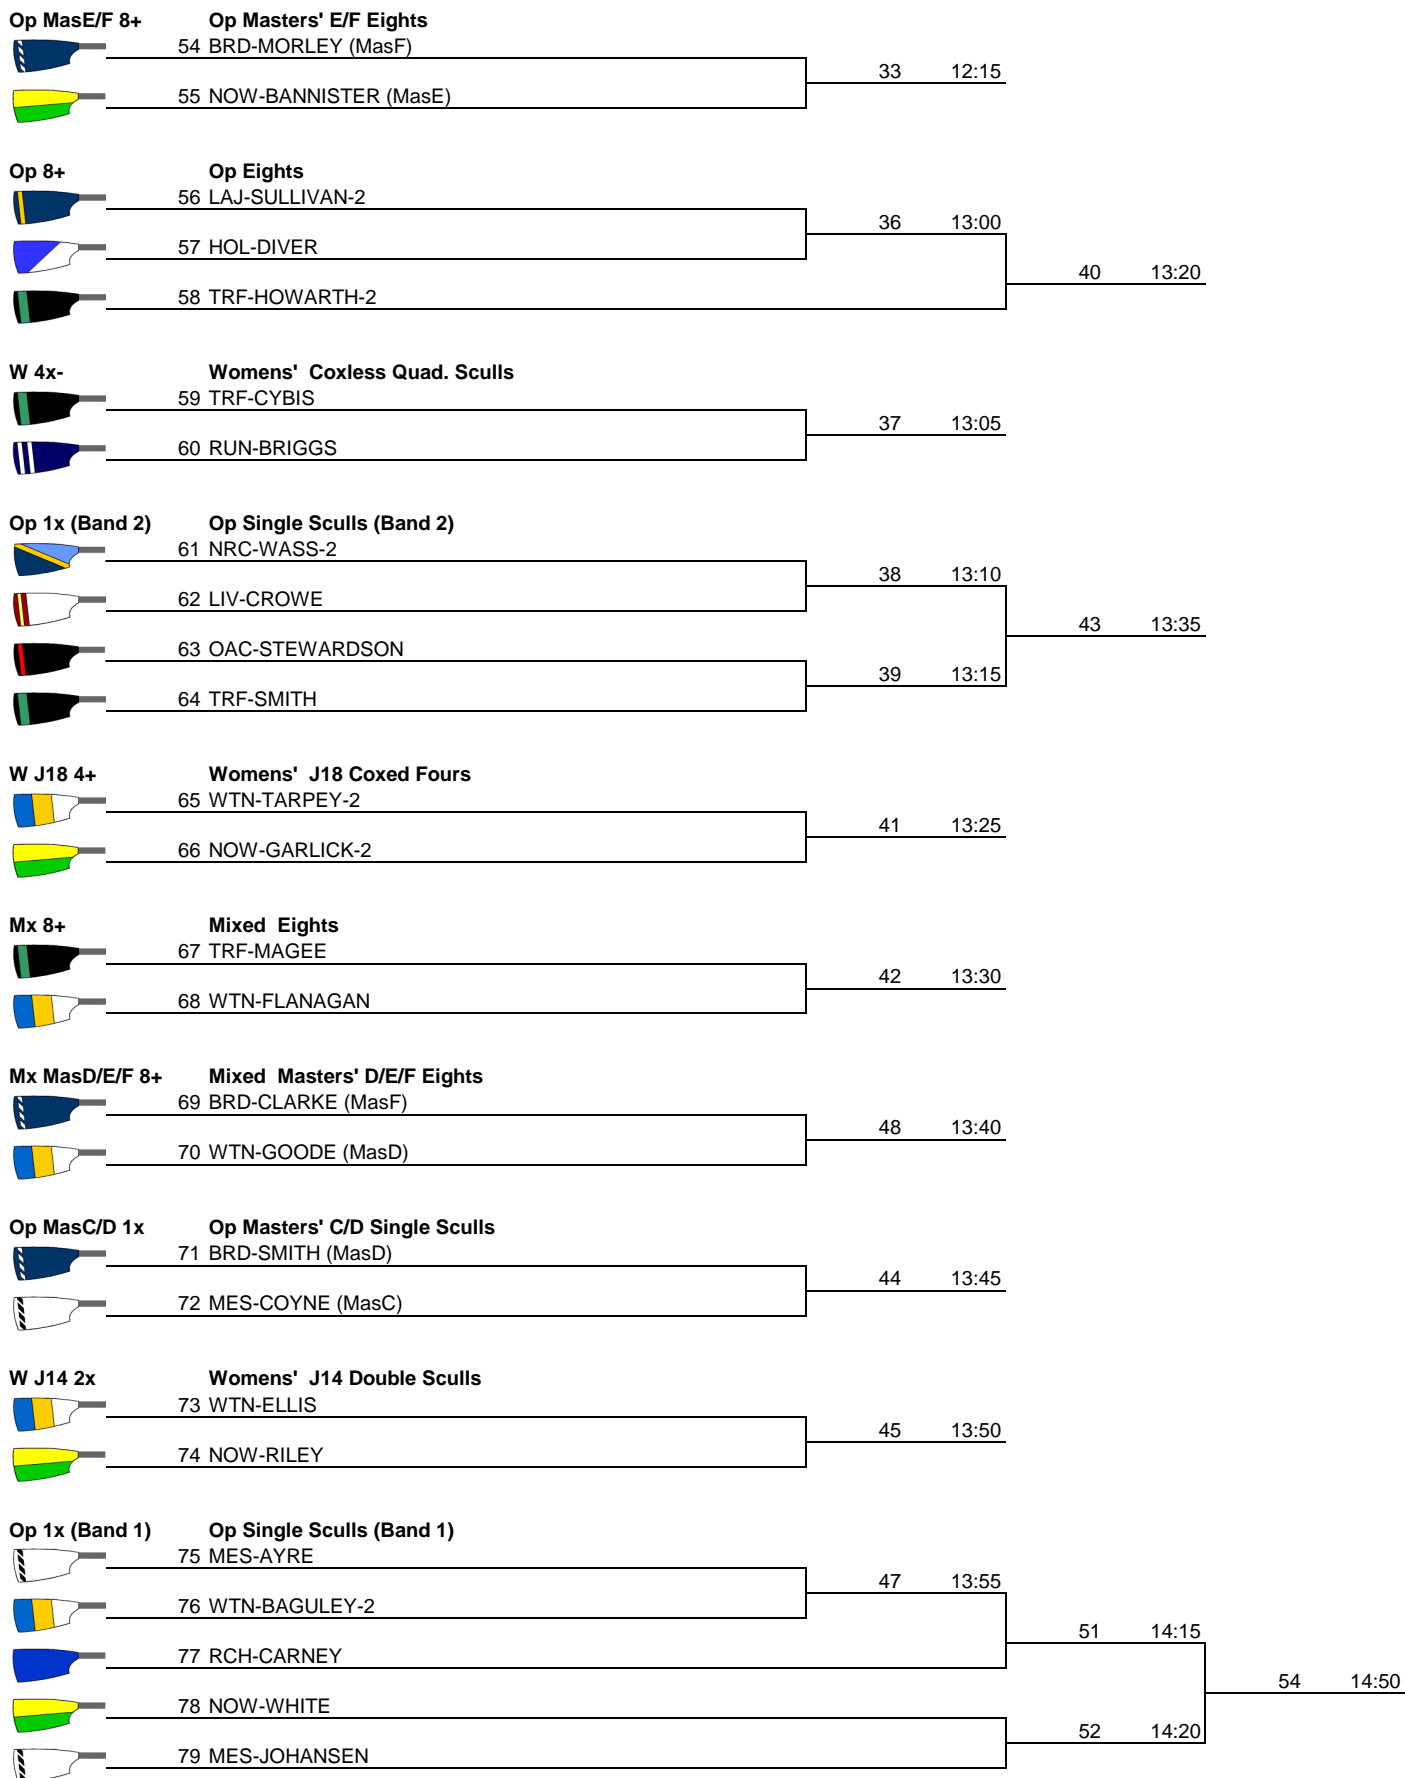 Op MasE/F 8+ Op Masters' E/F Eights
54 BRD-MORLEY (MasF)
33 12:15
55 NOW-BANNISTER (MasE)
Op 8+ Op Eights
56 LAJ-SULLIVAN-2
36 13:00
57 HOL-DIVER
40 13:20
58 TRF-HOWARTH-2
W 4x- Womens' Coxless Quad. Sculls
59 TRF-CYBIS
37 13:05
60 RUN-BRIGGS
Op 1x (Band 2) Op Single Sculls (Band 2)
61 NRC-WASS-2
38 13:10
62 LIV-CROWE
43 13:35
63 OAC-STEWARDSON
39 13:15
64 TRF-SMITH
W J18 4+ Womens' J18 Coxed Fours
65 WTN-TARPEY-2
41 13:25
66 NOW-GARLICK-2
Mx 8+ Mixed Eights
67 TRF-MAGEE
42 13:30
68 WTN-FLANAGAN
Mx MasD/E/F 8+ Mixed Masters' D/E/F Eights
69 BRD-CLARKE (MasF)
48 13:40
70 WTN-GOODE (MasD)
Op MasC/D 1x Op Masters' C/D Single Sculls
71 BRD-SMITH (MasD)
44 13:45
72 MES-COYNE (MasC)
W J14 2x Womens' J14 Double Sculls
73 WTN-ELLIS
45 13:50
74 NOW-RILEY
Op 1x (Band 1) Op Single Sculls (Band 1)
75 MES-AYRE
47 13:55
76 WTN-BAGULEY-2
51 14:15
77 RCH-CARNEY
54 14:50
78 NOW-WHITE
52 14:20
79 MES-JOHANSEN